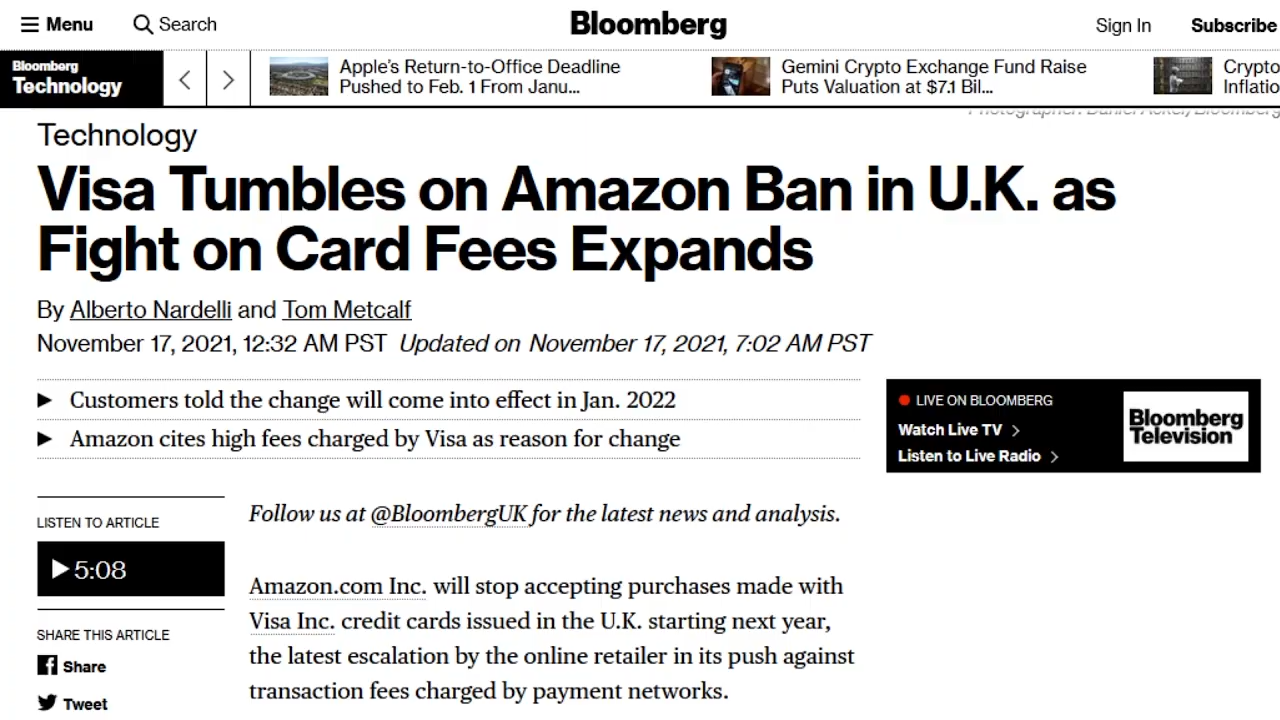 Menu Search Bloomberg Sign In Subscribe
Bloomberg
Technology
Apple's Return-to-Office Deadline
Pushed to Feb. 1 From Janu...
Gemini Crypto Exchange Fund Raise
Puts Valuation at $7.1 Bil...
Crypto
Inflatio
Technology
Visa Tumbles on Amazon Ban in U.K. as
Fight on Card Fees Expands
By Alberto Nardelli and Tom Metcalf
November 17, 2021, 12:32 AM PST Updated on November 17, 2021, 7:02 AM PST
Customers told the change will come into effect in Jan. 2022
Amazon cites high fees charged by Visa as reason for change
LIVE ON BLOOMBERG
Watch Live TV
Listen to Live Radio
Bloomberg
Television
LISTEN TO ARTICLE
5:08
SHARE THIS ARTICLE
Share
Tweet
Follow us at @BloombergUK for the latest news and analysis.
Amazon.com Inc. will stop accepting purchases made with
Visa Inc. credit cards issued in the U.K. starting next year,
the latest escalation by the online retailer in its push against
transaction fees charged by payment networks.